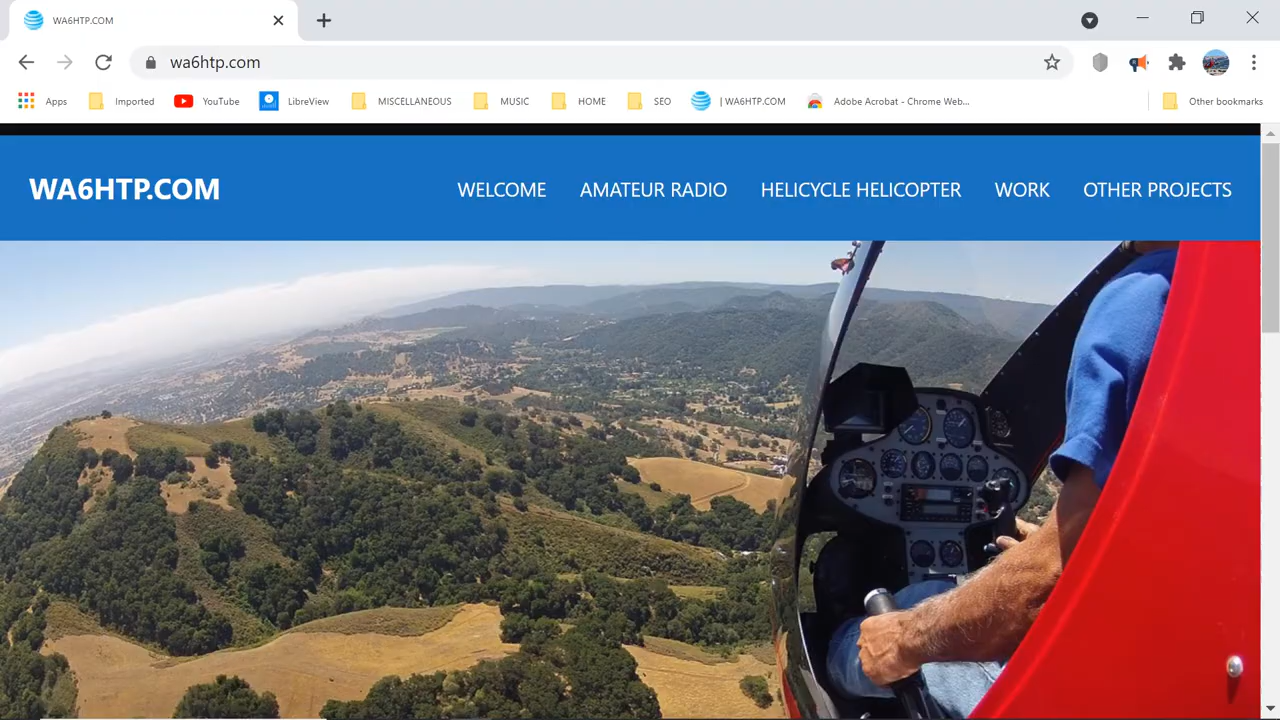 WA6HTP.COM
wa6htp.com
Apps Imported YouTube LibreView MISCELLANEOUS MUSIC HOME SEO WA6HTP.COM Adobe Acrobat - Chrome Web... Other bookmarks
WA6HTP.COM WELCOME AMATEUR RADIO HELICYCLE HELICOPTER WORK OTHER PROJECTS